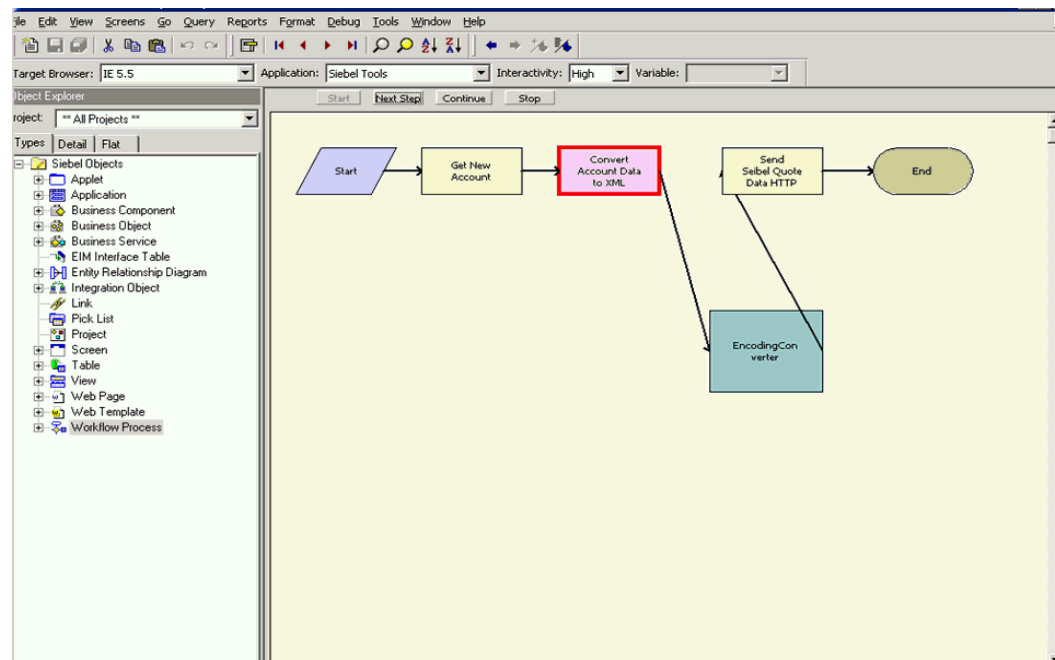 ile Edit View Screens Go Query Reports Format Debug Tools Window Help
Target Browser: IE 5.5 Application: Siebel Tools Interactivity: High Variable:
bject Explorer
Start Next Step Continue Stop
roject: ** All Projects **
Types Detail Flat
Siebel Objects
Applet
Application
Business Component
Business Object
Business Service
EIM Interface Table
Entity Relationship Diagram
Integration Object
Link
Pick List
Project
Screen
Table
View
Web Page
Web Template
Workflow Process
Start
Get New
Account
Convert
Account Data
to XML
Send
Seibel Quote
Data HTTP
End
EncodingCon
verter